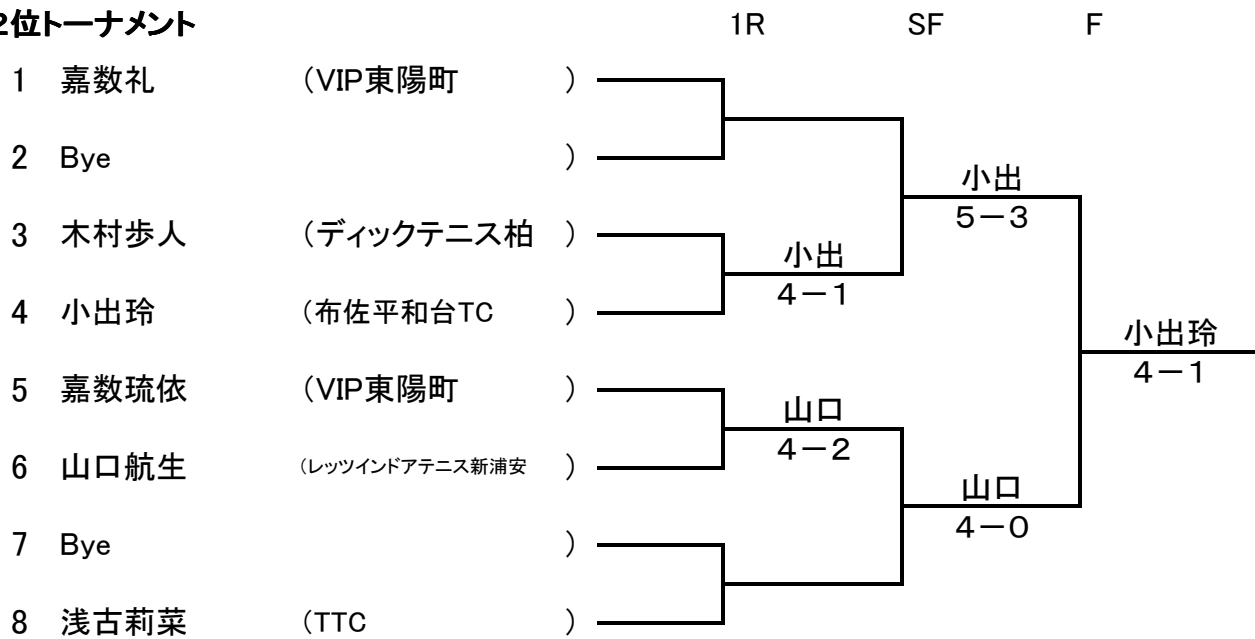 2位トーナメント 1R SF F
1 嘉数礼 (VIP東陽町 )
2 Bye )
小出
5－3
3 木村歩人 (ディックテニス柏 )
小出
4－1
4 小出玲 (布佐平和台TC )
小出玲
4－1
5 嘉数琉依 (VIP東陽町 )
山口
4－2
6 山口航生 (レッツインドアテニス新浦安 )
山口
4－0
7 Bye )
8 浅古莉菜 (TTC )